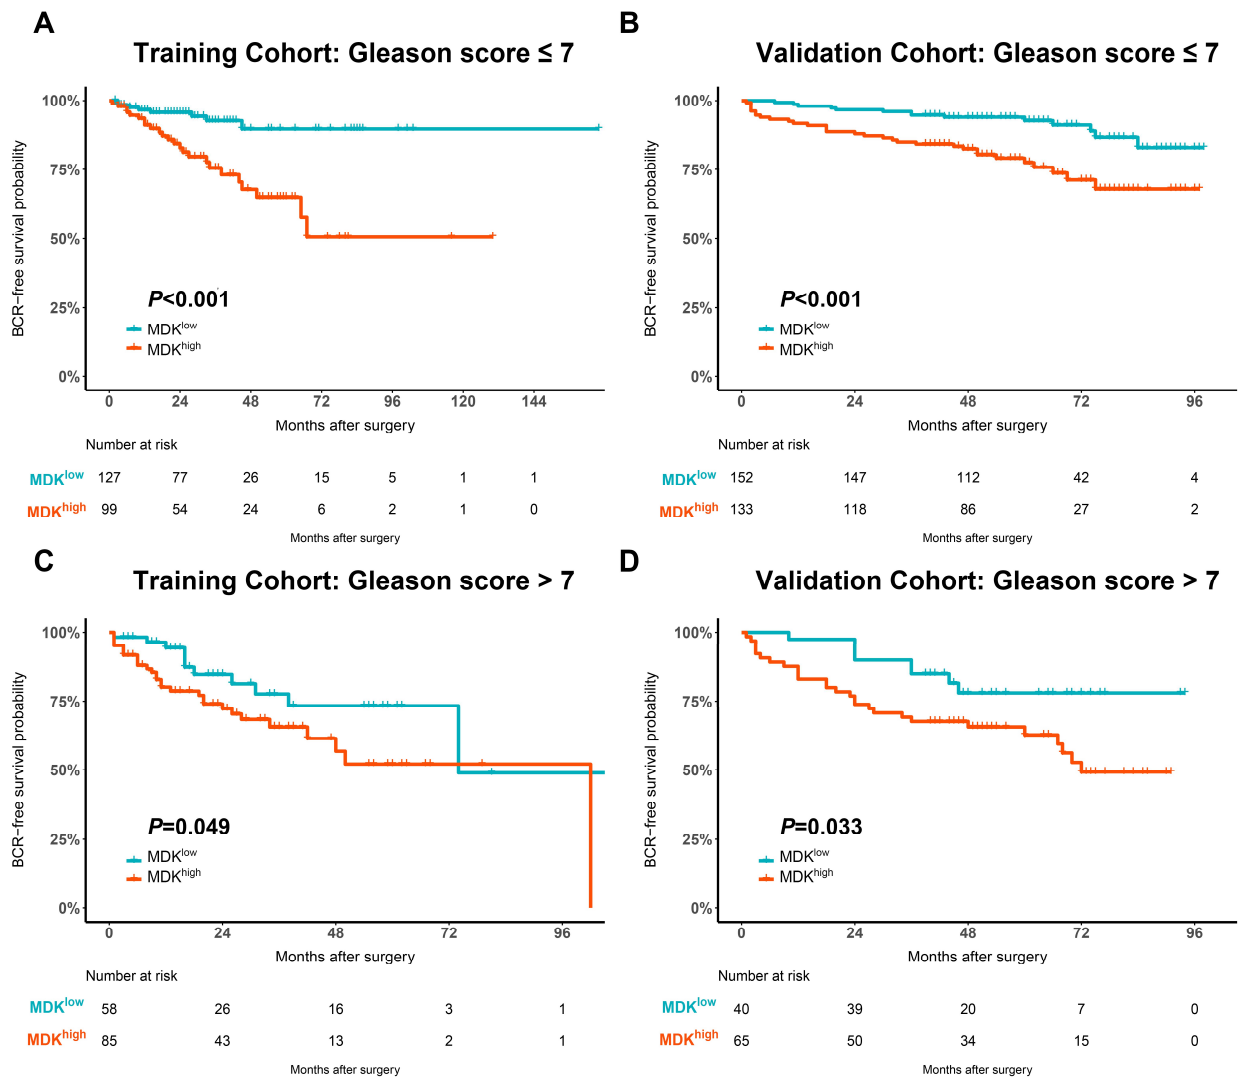 A
Training Cohort: Gleason score ≤ 7
BCR−free survival probability
100%
75%
50%
25%
0%
P<0.001
MDKlow
MDKhigh
0 24 48 72 96 120 144
Months after surgery
Number at risk
MDKlow 127 77 26 15 5 1 1
MDKhigh 99 54 24 6 2 1 0
Months after surgery
B
Validation Cohort: Gleason score ≤ 7
BCR−free survival probability
100%
75%
50%
25%
0%
P<0.001
MDKlow
MDKhigh
0 24 48 72 96
Months after surgery
Number at risk
MDKlow 152 147 112 42 4
MDKhigh 133 118 86 27 2
Months after surgery
C
Training Cohort: Gleason score > 7
BCR−free survival probability
100%
75%
50%
25%
0%
P=0.049
MDKlow
MDKhigh
0 24 48 72 96
Months after surgery
Number at risk
MDKlow 58 26 16 3 1
MDKhigh 85 43 13 2 1
Months after surgery
D
Validation Cohort: Gleason score > 7
BCR−free survival probability
100%
75%
50%
25%
0%
P=0.033
MDKlow
MDKhigh
0 24 48 72 96
Months after surgery
Number at risk
MDKlow 40 39 20 7 0
MDKhigh 65 50 34 15 0
Months after surgery